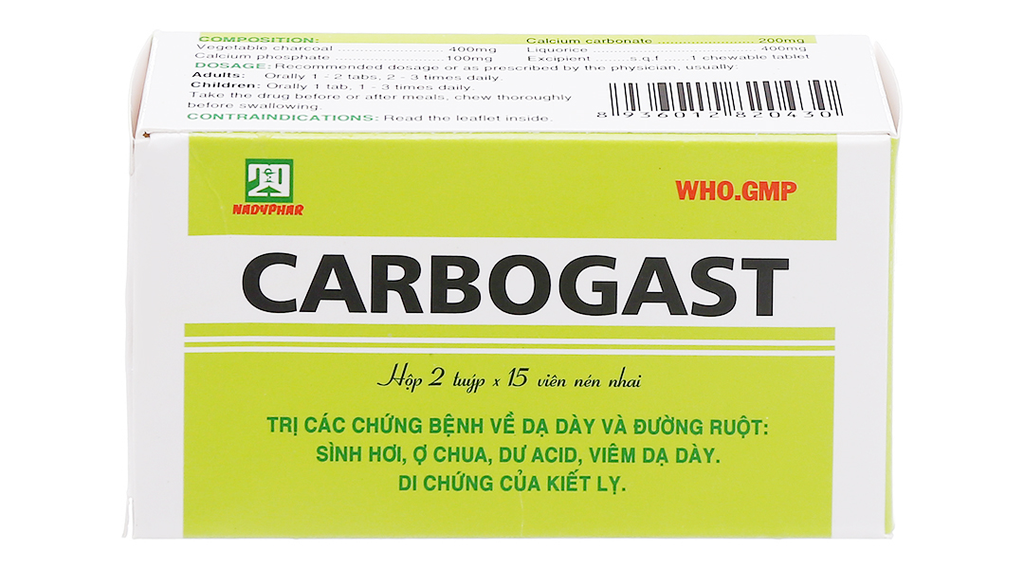 COMPOSITION:
Vegetable charcoal ........................ 400mg
Calcium phosphate ........................ 100mg
Calcium carbonate ........................ 200mg
Liquorice ........................ 400mg
Excipient .........s.q.f .......1 chewable tablet
DOSAGE: Recommended dosage or as prescribed by the physician, usually:
Adults: Orally 1 - 2 tabs, 2 - 3 times daily.
Children: Orally 1 tab, 1 - 3 times daily.
Take the drug before or after meals, chew thoroughly
before swallowing.
CONTRAINDICATIONS: Read the leaflet inside.
8 936012 820430
NADYPHAR
WHO.GMP
CARBOGAST
Hộp 2 tuýp x 15 viên nén nhai
TRỊ CÁC CHỨNG BỆNH VỀ DẠ DÀY VÀ ĐƯỜNG RUỘT:
SÌNH HƠI, Ợ CHUA, DƯ ACID, VIÊM DẠ DÀY.
DI CHỨNG CỦA KIẾT LỴ.